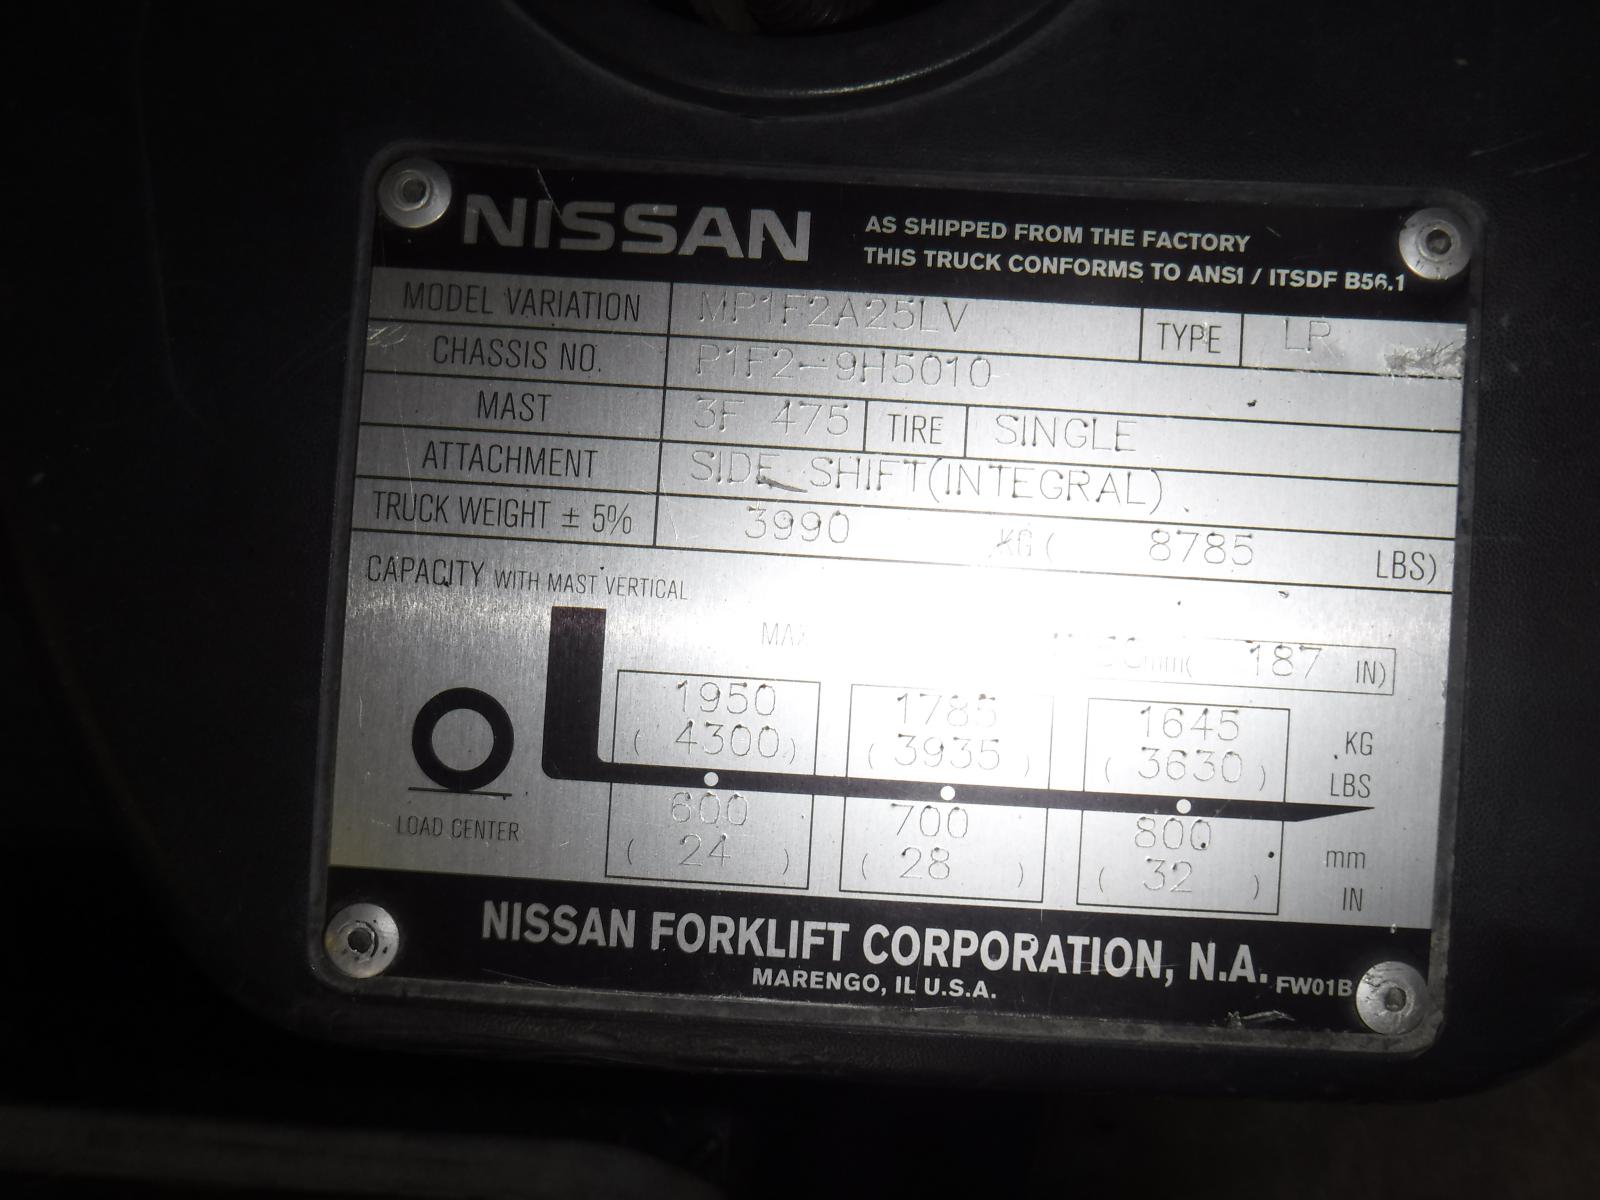 NISSAN
AS SHIPPED FROM THE FACTORY
THIS TRUCK CONFORMS TO ANSI / ITSDF B56.1
MODEL VARIATION MP1F2A25LV TYPE LP
CHASSIS NO. P1F2-9H5010
MAST 3F 475 TIRE SINGLE
ATTACHMENT SIDE SHIFT(INTEGRAL)
TRUCK WEIGHT ± 5% 3990 KG ( 8785 LBS)
CAPACITY WITH MAST VERTICAL
187 IN)
1950 1785 1645 KG
( 4300 ) ( 3935 ) ( 3630 ) LBS
LOAD CENTER 600 700 800 mm
( 24 ) ( 28 ) ( 32 ) IN
NISSAN FORKLIFT CORPORATION, N.A. FW01B
MARENGO, IL U.S.A.